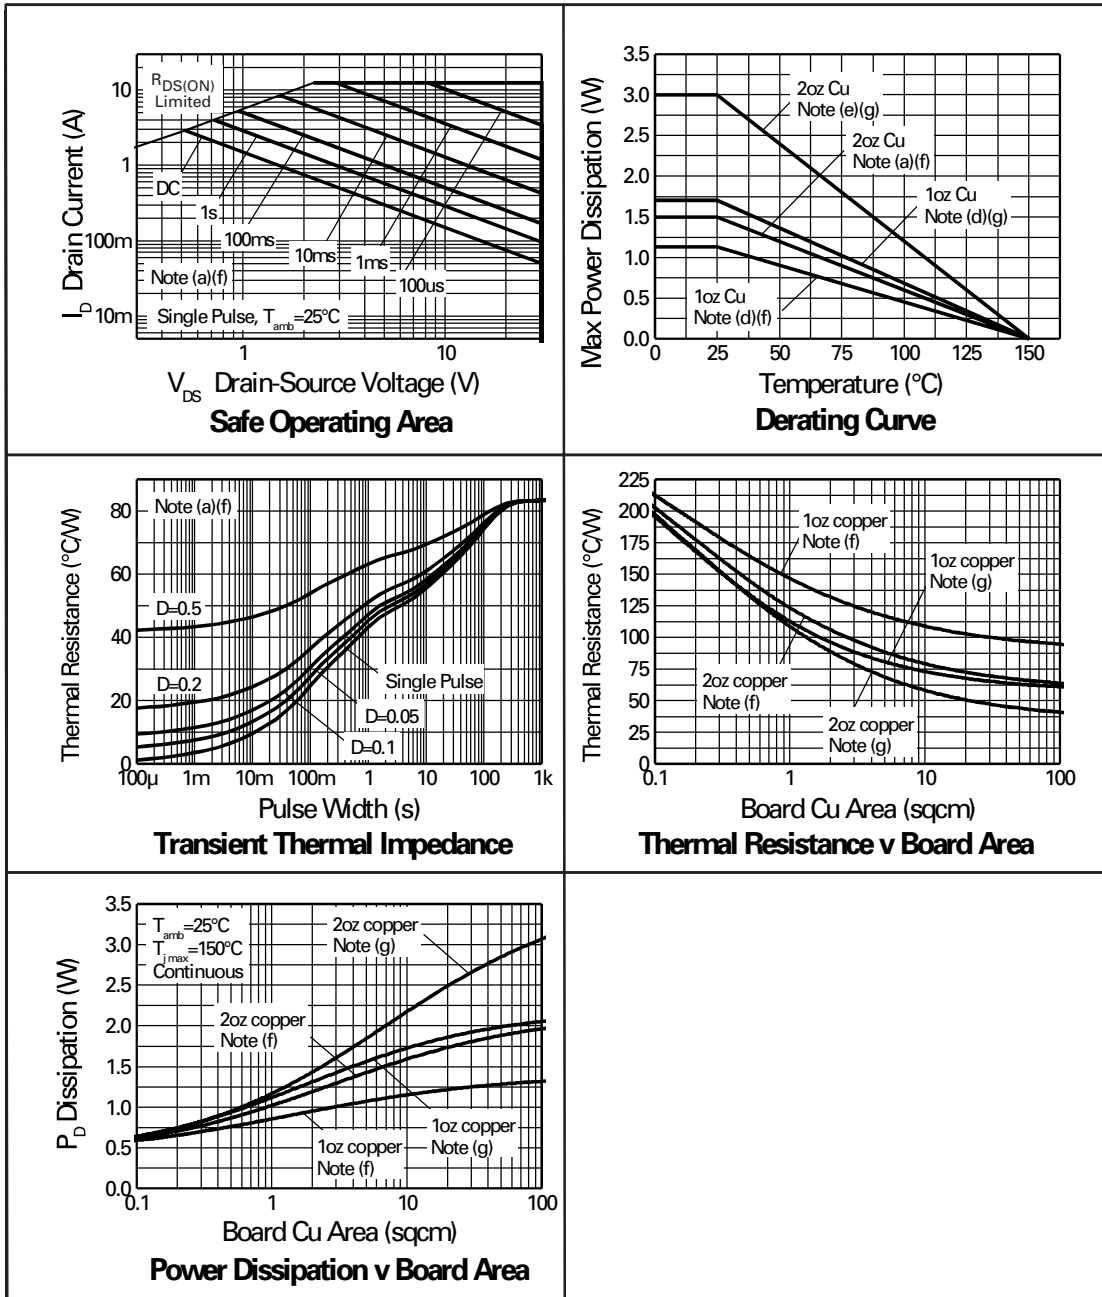 10
1
100m
10m
R DS(ON)
Limited
DC
1s
100ms
10ms
1ms
100us
Note (a)(f)
Single Pulse, T amb =25°C
1
10
I D Drain Current (A)
V DS Drain-Source Voltage (V)
Safe Operating Area
3.5
3.0
2.5
2.0
1.5
1.0
0.5
0.0
2oz Cu
Note (e)(g)
2oz Cu
Note (a)(f)
1oz Cu
Note (d)(g)
1oz Cu
Note (d)(f)
0
25
50
75
100
125
150
Max Power Dissipation (W)
Temperature (°C)
Derating Curve
80
60
40
20
0
Note (a)(f)
D=0.5
D=0.2
Single Pulse
D=0.05
D=0.1
100µ
1m
10m
100m
1
10
100
1k
Thermal Resistance (°C/W)
Pulse Width (s)
Transient Thermal Impedance
225
200
175
150
125
100
75
50
25
0
1oz copper
Note (f)
1oz copper
Note (g)
2oz copper
Note (f)
2oz copper
Note (g)
0.1
1
10
100
Thermal Resistance (°C/W)
Board Cu Area (sqcm)
Thermal Resistance v Board Area
3.5
3.0
2.5
2.0
1.5
1.0
0.5
0.0
T amb =25°C
T j max =150°C
Continuous
2oz copper
Note (g)
2oz copper
Note (f)
1oz copper
Note (g)
1oz copper
Note (f)
0.1
1
10
100
P D Dissipation (W)
Board Cu Area (sqcm)
Power Dissipation v Board Area